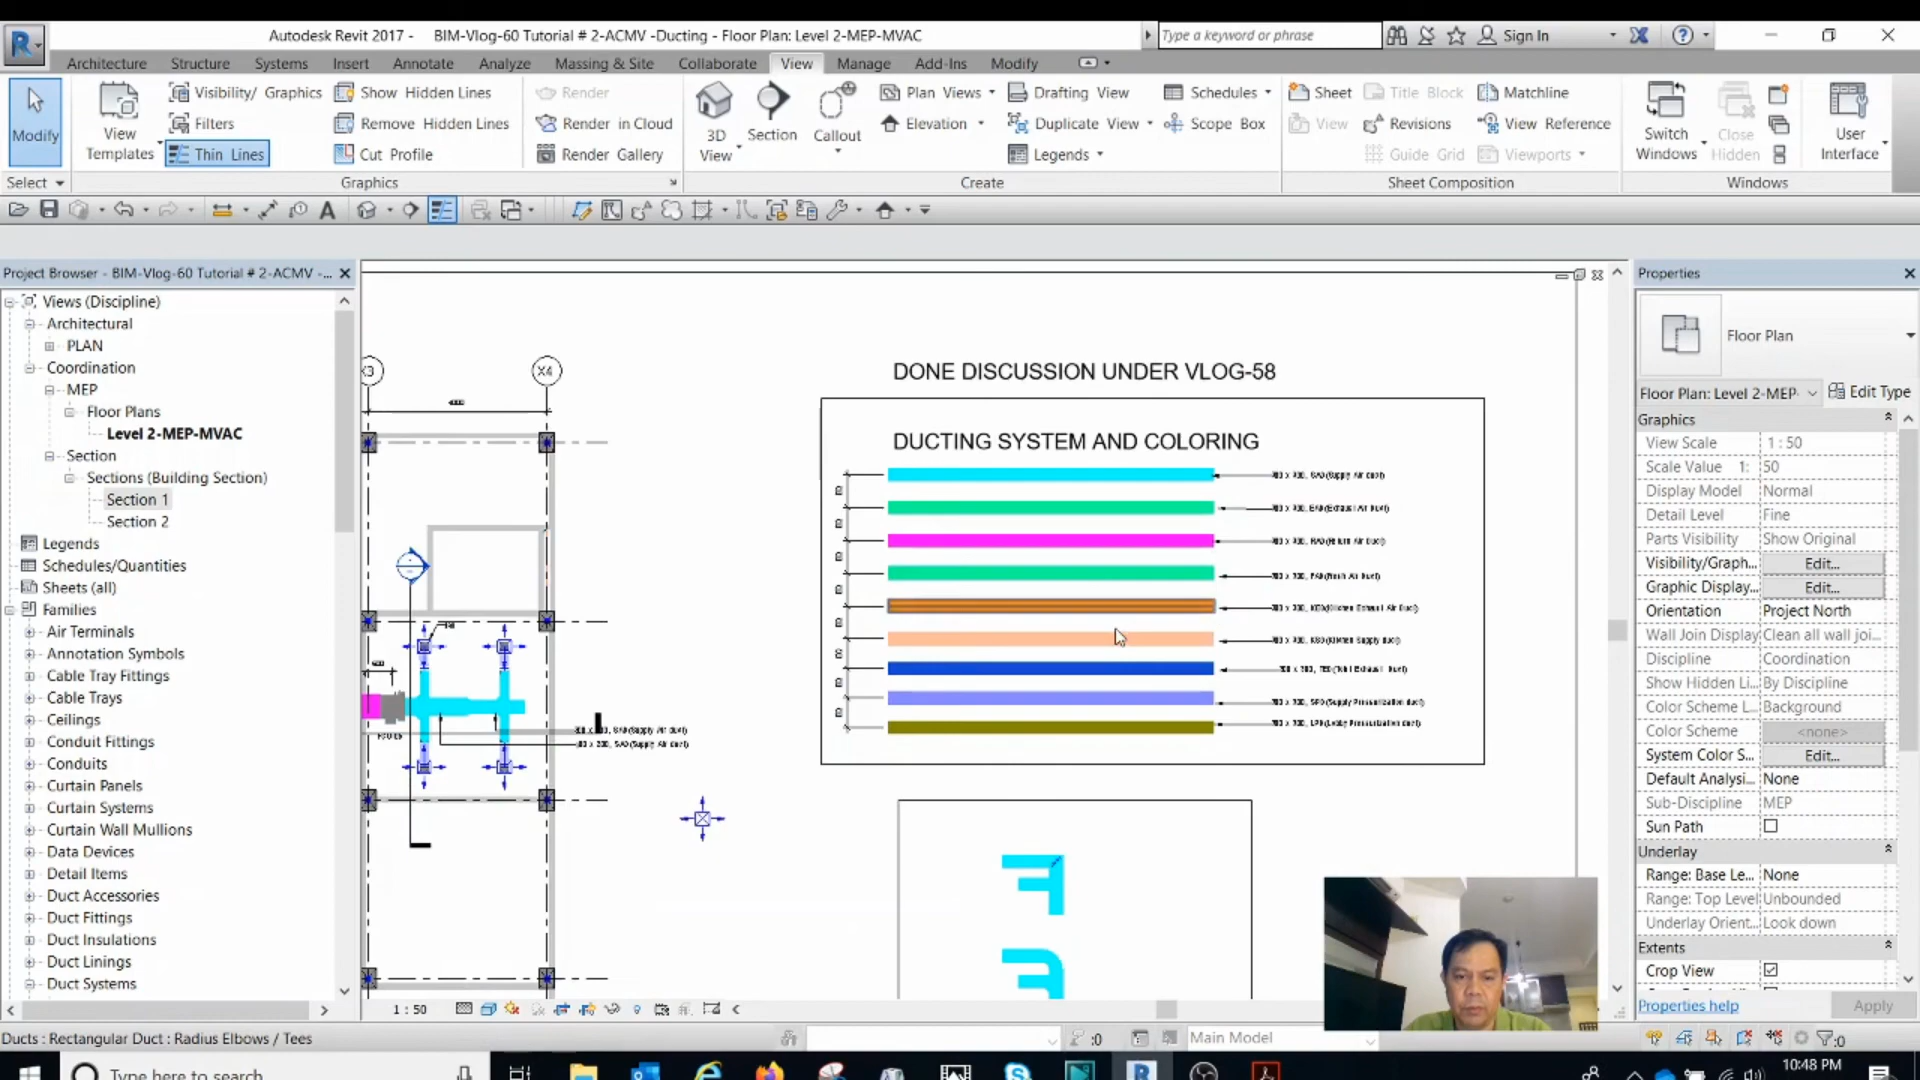 Autodesk Revit 2017 - BIM-Vlog-60 Tutorial # 2-ACMV -Ducting - Floor Plan: Level 2-MEP-MVAC
Type a keyword or phrase
Sign In
Architecture Structure Systems Insert Annotate Analyze Massing & Site Collaborate View Manage Add-Ins Modify
Modify
View Templates
Visibility/ Graphics
Filters
Thin Lines
Show Hidden Lines
Remove Hidden Lines
Cut Profile
Render
Render in Cloud
Render Gallery
3D View
Section
Callout
Plan Views
Elevation
Drafting View
Duplicate View
Legends
Schedules
Scope Box
Sheet
View
Title Block
Revisions
Guide Grid
Matchline
View Reference
Viewports
Switch Windows
Close Hidden
User Interface
Select
Graphics
Create
Sheet Composition
Windows
Project Browser - BIM-Vlog-60 Tutorial # 2-ACMV -...
Views (Discipline)
Architectural
PLAN
Coordination
MEP
Floor Plans
Level 2-MEP-MVAC
Section
Sections (Building Section)
Section 1
Section 2
Legends
Schedules/Quantities
Sheets (all)
Families
Air Terminals
Annotation Symbols
Cable Tray Fittings
Cable Trays
Ceilings
Conduit Fittings
Conduits
Curtain Panels
Curtain Systems
Curtain Wall Mullions
Data Devices
Detail Items
Duct Accessories
Duct Fittings
Duct Insulations
Duct Linings
Duct Systems
X4
DONE DISCUSSION UNDER VLOG-58
DUCTING SYSTEM AND COLORING
Properties
Floor Plan
Floor Plan: Level 2-MEP-
Edit Type
Graphics
View Scale 1 : 50
Scale Value 1: 50
Display Model Normal
Detail Level Fine
Parts Visibility Show Original
Visibility/Graph... Edit...
Graphic Display... Edit...
Orientation Project North
Wall Join Display Clean all wall joi...
Discipline Coordination
Show Hidden Li... By Discipline
Color Scheme L... Background
Color Scheme <none>
System Color S... Edit...
Default Analysi... None
Sub-Discipline MEP
Sun Path
Underlay
Range: Base Le... None
Range: Top Level Unbounded
Underlay Orient... Look down
Extents
Crop View
Properties help
Apply
1 : 50
Ducts : Rectangular Duct : Radius Elbows / Tees
:0
Main Model
:0
Type here to search
10:48 PM